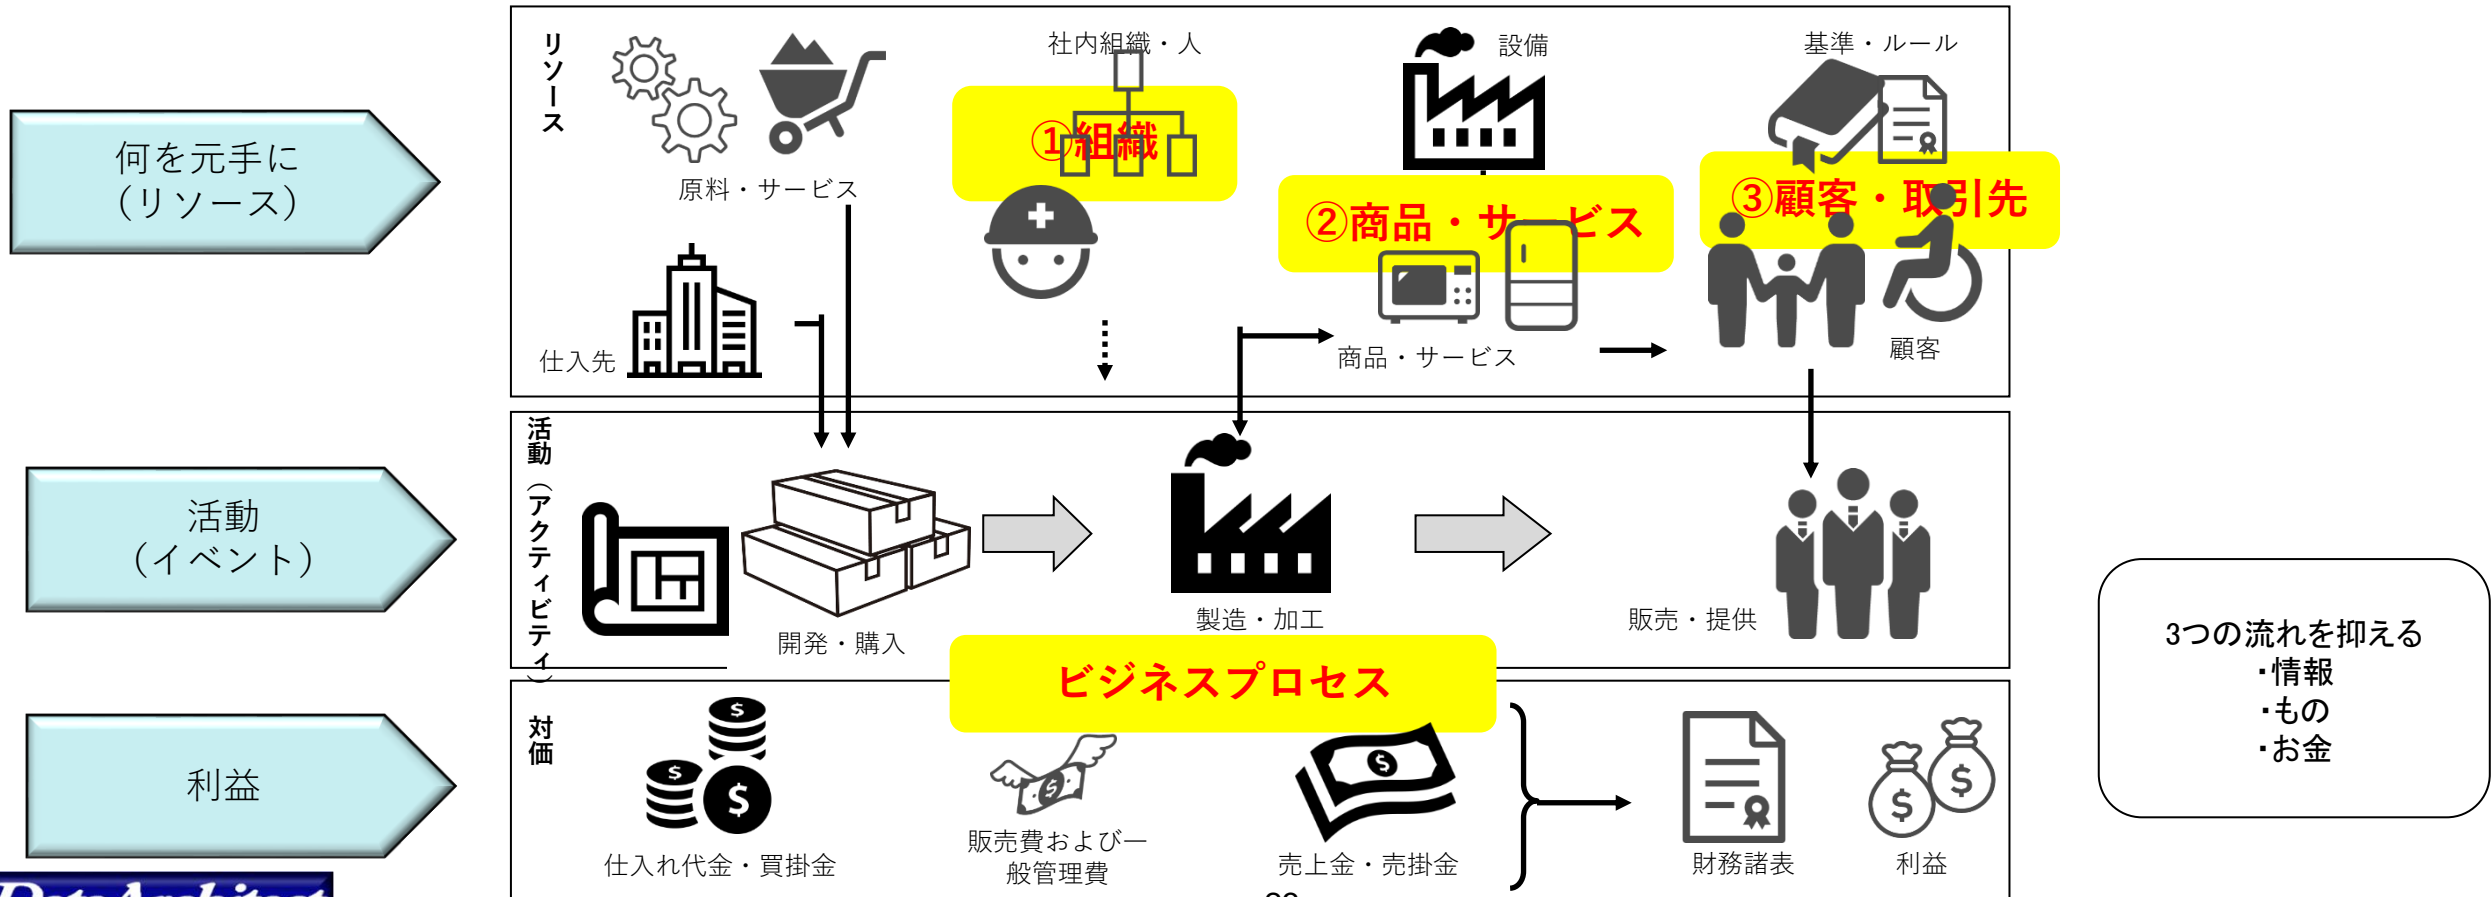 リソース
社内組織・人
設備
基準・ルール
何を元手に
（リソース）
①組織
原料・サービス
②商品・サービス
③顧客・取引先
仕入先
商品・サービス
顧客
活動（アクティビティ）
活動
（イベント）
開発・購入
製造・加工
販売・提供
3つの流れを抑える
・情報
・もの
・お金
ビジネスプロセス
対価
利益
仕入れ代金・買掛金
販売費および一
般管理費
売上金・売掛金
財務諸表
利益